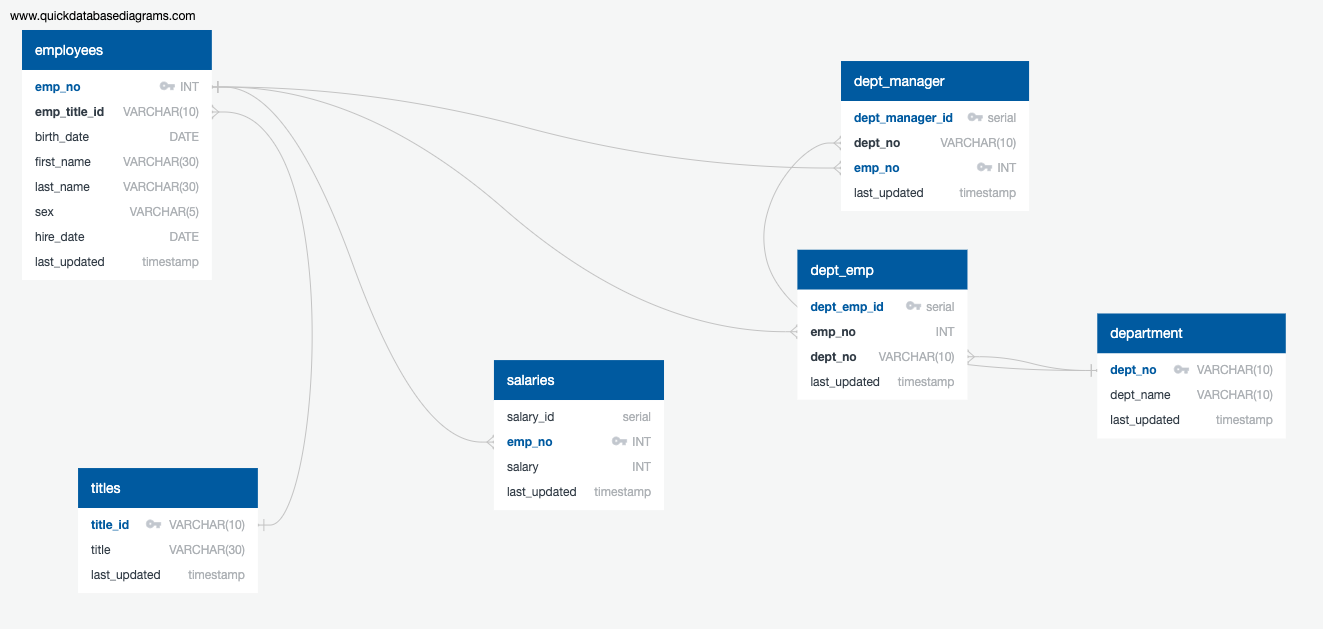 www.quickdatabasediagrams.com
employees
emp_no INT
emp_title_id VARCHAR(10)
birth_date DATE
first_name VARCHAR(30)
last_name VARCHAR(30)
sex VARCHAR(5)
hire_date DATE
last_updated timestamp
dept_manager
dept_manager_id serial
dept_no VARCHAR(10)
emp_no INT
last_updated timestamp
dept_emp
dept_emp_id serial
emp_no INT
dept_no VARCHAR(10)
last_updated timestamp
department
dept_no VARCHAR(10)
dept_name VARCHAR(10)
last_updated timestamp
salaries
salary_id serial
emp_no INT
salary INT
last_updated timestamp
titles
title_id VARCHAR(10)
title VARCHAR(30)
last_updated timestamp